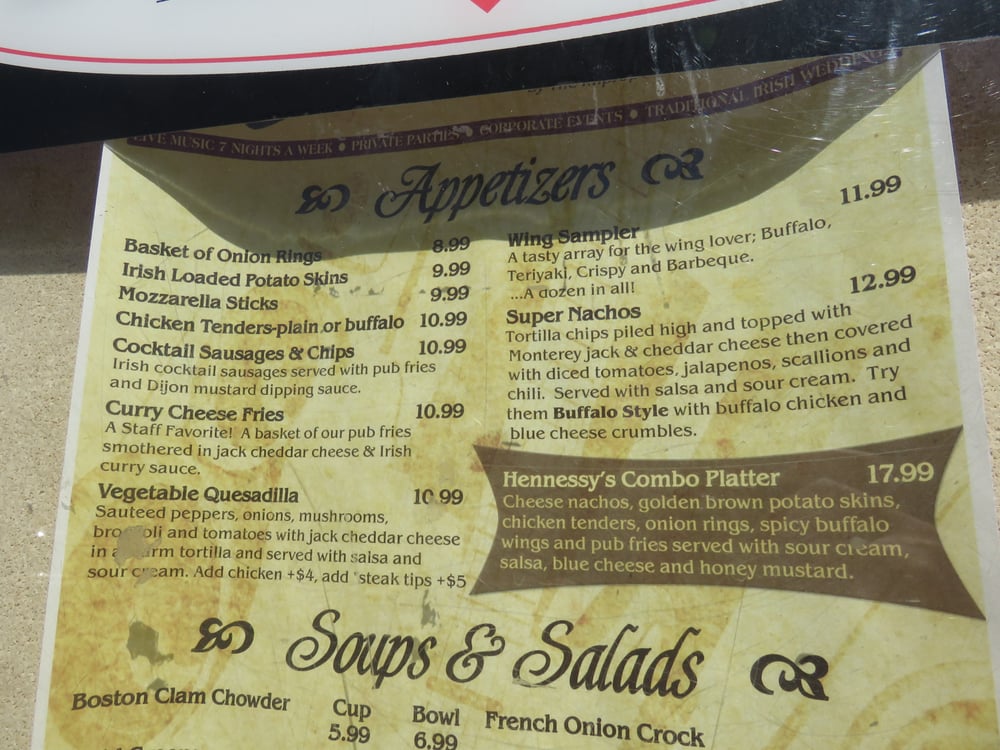 LIVE MUSIC 7 NIGHTS A WEEK • PRIVATE PARTIES • CORPORATE EVENTS • TRADITIONAL IRISH WEDDINGS
Appetizers
Basket of Onion Rings 8.99
Irish Loaded Potato Skins 9.99
Mozzarella Sticks 9.99
Chicken Tenders-plain or buffalo 10.99
Cocktail Sausages & Chips 10.99
Irish cocktail sausages served with pub fries
and Dijon mustard dipping sauce.
Curry Cheese Fries 10.99
A Staff Favorite! A basket of our pub fries
smothered in jack cheddar cheese & Irish
curry sauce.
Vegetable Quesadilla 10.99
Sauteed peppers, onions, mushrooms,
broccoli and tomatoes with jack cheddar cheese
in a warm tortilla and served with salsa and
sour cream. Add chicken +$4, add steak tips +$5
Wing Sampler 11.99
A tasty array for the wing lover; Buffalo,
Teriyaki, Crispy and Barbeque.
...A dozen in all!
Super Nachos 12.99
Tortilla chips piled high and topped with
Monterey jack & cheddar cheese then covered
with diced tomatoes, jalapenos, scallions and
chili. Served with salsa and sour cream. Try
them Buffalo Style with buffalo chicken and
blue cheese crumbles.
Hennessy's Combo Platter 17.99
Cheese nachos, golden brown potato skins,
chicken tenders, onion rings, spicy buffalo
wings and pub fries served with sour cream,
salsa, blue cheese and honey mustard.
Soups & Salads
Boston Clam Chowder Cup Bowl
5.99 6.99
French Onion Crock